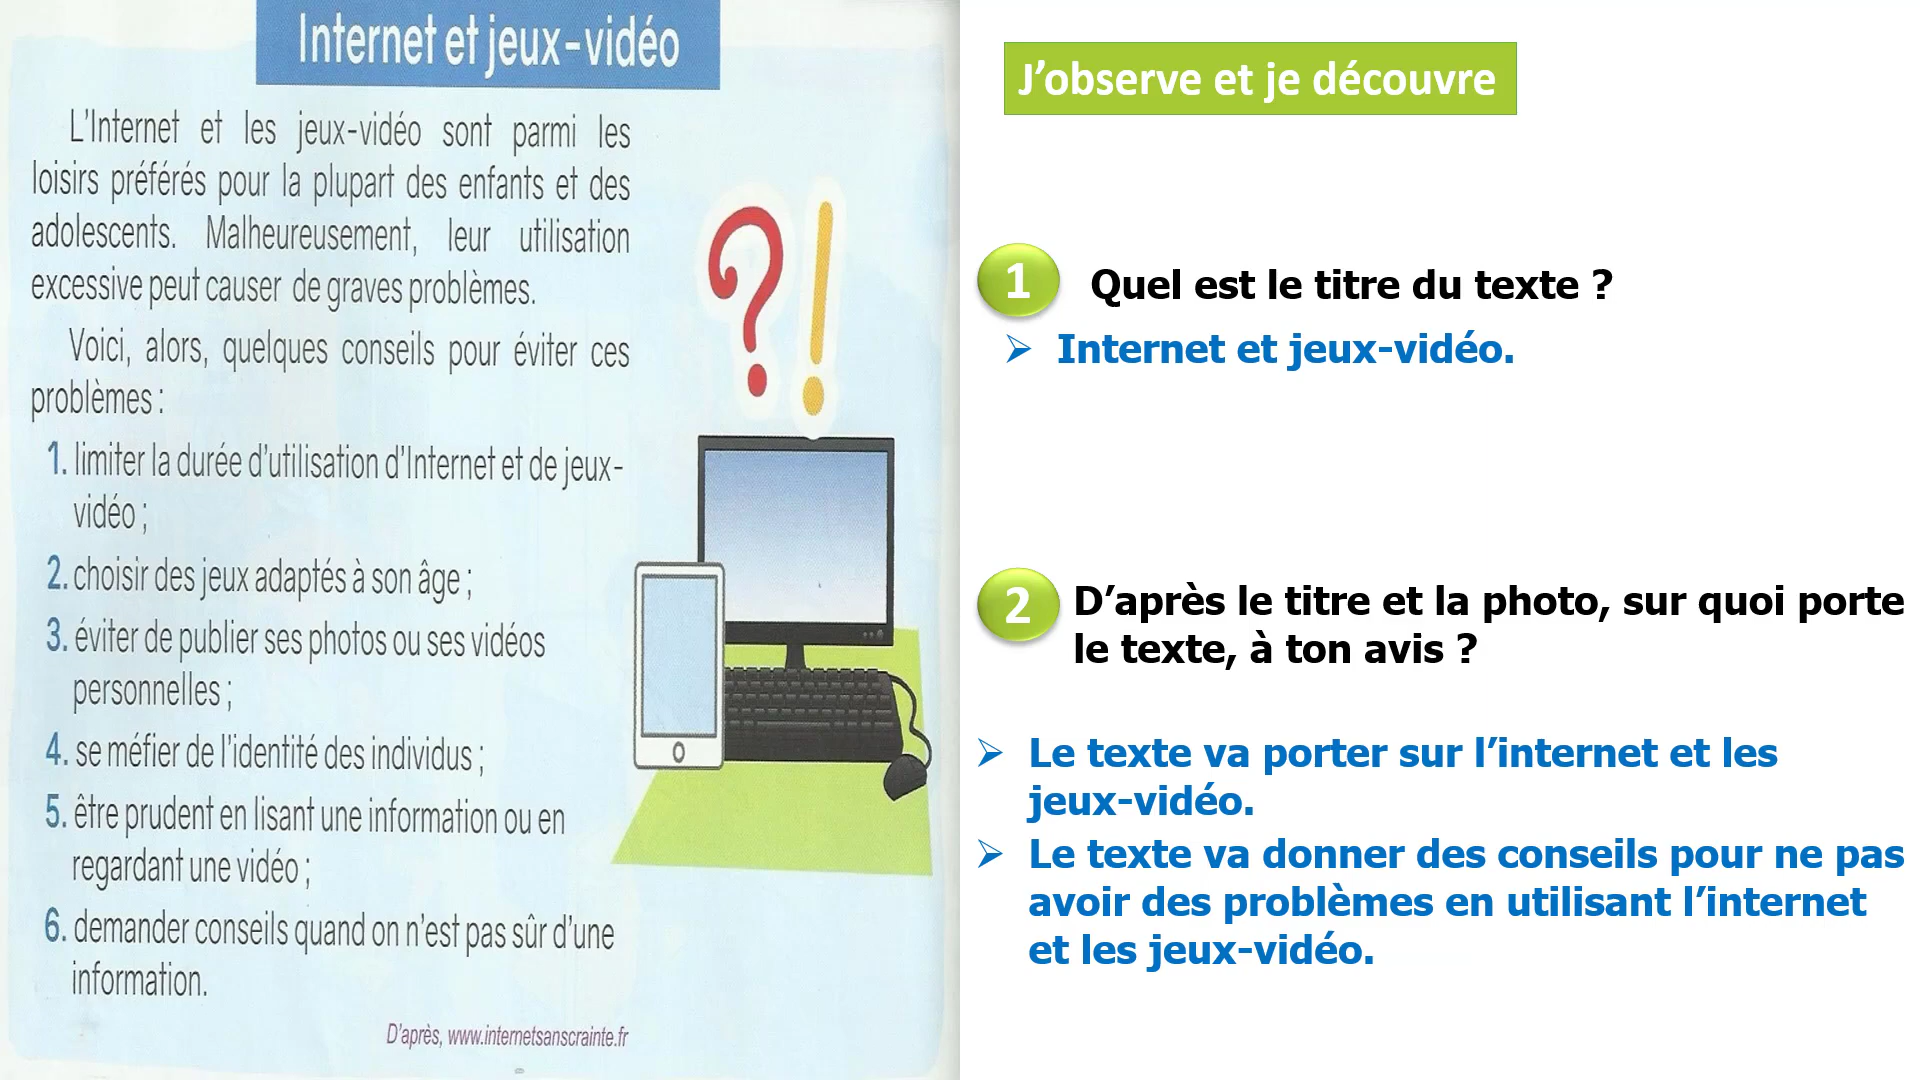 Internet et jeux-vidéo
L'Internet et les jeux-vidéo sont parmi les
loisirs préférés pour la plupart des enfants et des
adolescents. Malheureusement, leur utilisation
excessive peut causer de graves problèmes.
Voici, alors, quelques conseils pour éviter ces
problèmes :
1. limiter la durée d'utilisation d'Internet et de jeux-
vidéo ;
2. choisir des jeux adaptés à son âge ;
3. éviter de publier ses photos ou ses vidéos
personnelles ;
4. se méfier de l'identité des individus ;
5. être prudent en lisant une information ou en
regardant une vidéo ;
6. demander conseils quand on n'est pas sûr d'une
information.
D'après, www.internetsanscrainte.fr
?!
J'observe et je découvre
1 Quel est le titre du texte ?
➢ Internet et jeux-vidéo.
2 D'après le titre et la photo, sur quoi porte
le texte, à ton avis ?
➢ Le texte va porter sur l'internet et les
jeux-vidéo.
➢ Le texte va donner des conseils pour ne pas
avoir des problèmes en utilisant l'internet
et les jeux-vidéo.